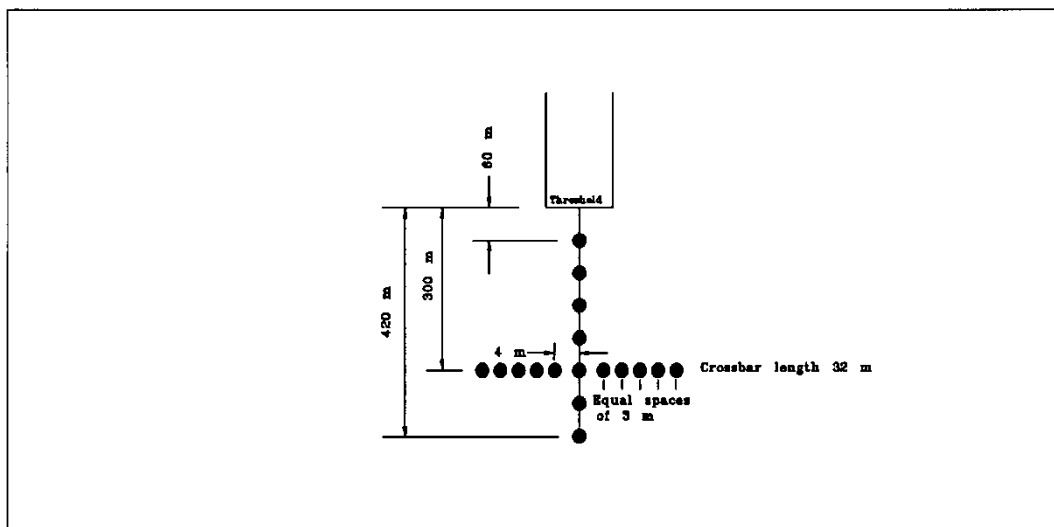 60 m
Threshold
300 m
420 m
4 m
Crossbar length 32 m
Equal spaces
of 3 m